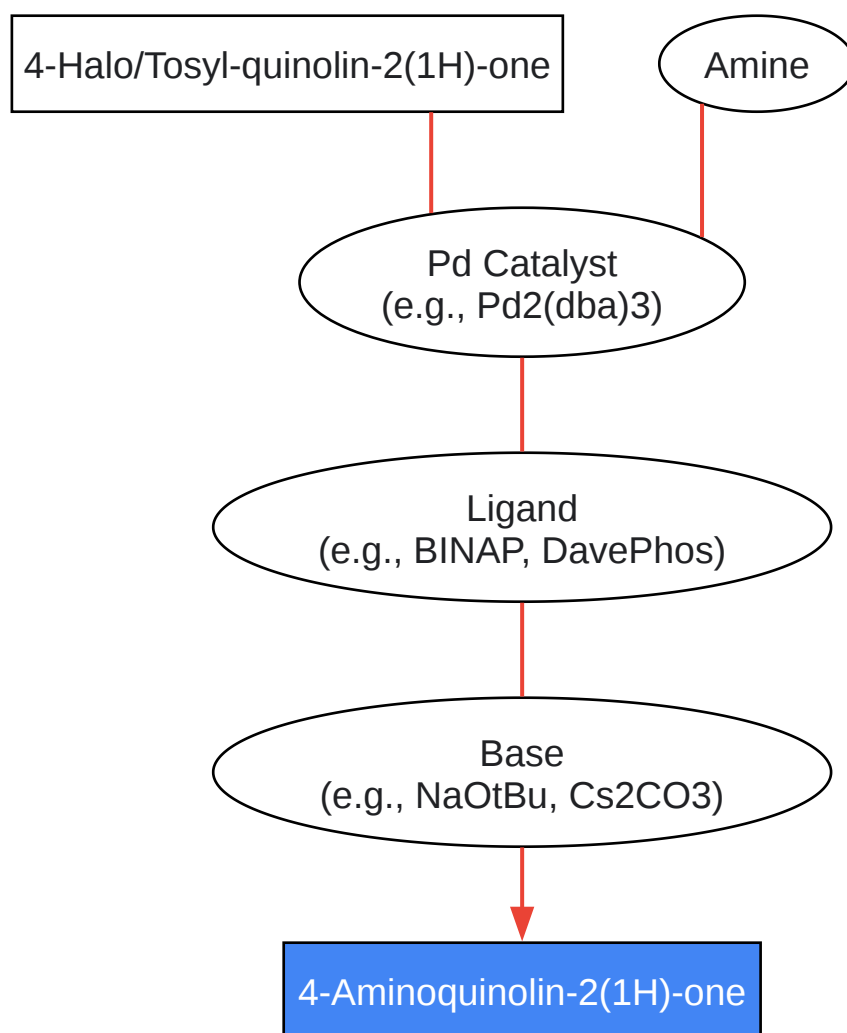 4-Halo/Tosyl-quinolin-2(1H)-one
Amine
Pd Catalyst
(e.g., Pd2(dba)3)
Ligand
(e.g., BINAP, DavePhos)
Base
(e.g., NaOtBu, Cs2CO3)
4-Aminoquinolin-2(1H)-one